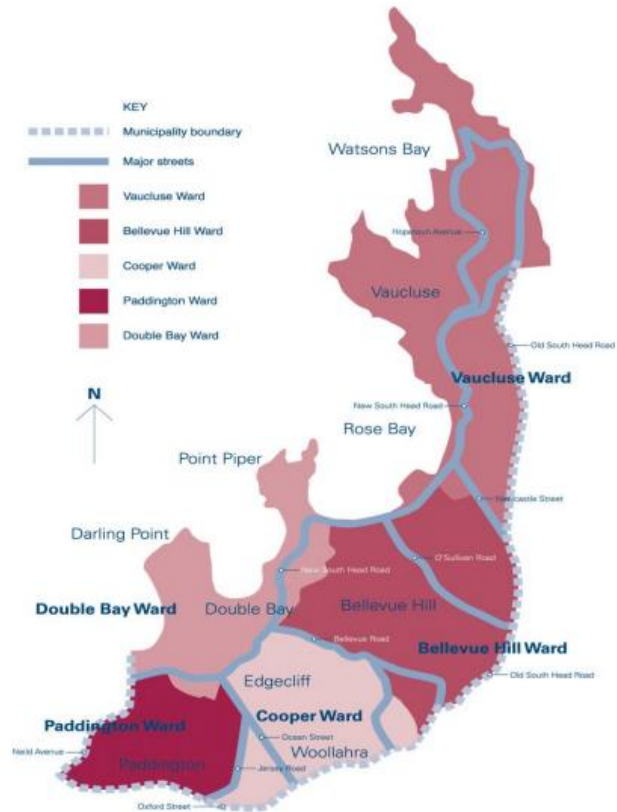 KEY
Municipality boundary
Major streets
Vaucluse Ward
Bellevue Hill Ward
Cooper Ward
Paddington Ward
Double Bay Ward
N
Watsons Bay
Hopetoun Avenue
Vaucluse
Old South Head Road
Vaucluse Ward
New South Head Road
Rose Bay
Point Piper
Newcastle Street
Darling Point
O'Sullivan Road
New South Head Road
Double Bay Ward
Double Bay
Bellevue Hill
Bellevue Road
Bellevue Hill Ward
Old South Head Road
Edgecliff
Paddington Ward
Cooper Ward
Ocean Street
Neild Avenue
Woollahra
Paddington
Jersey Road
Oxford Street